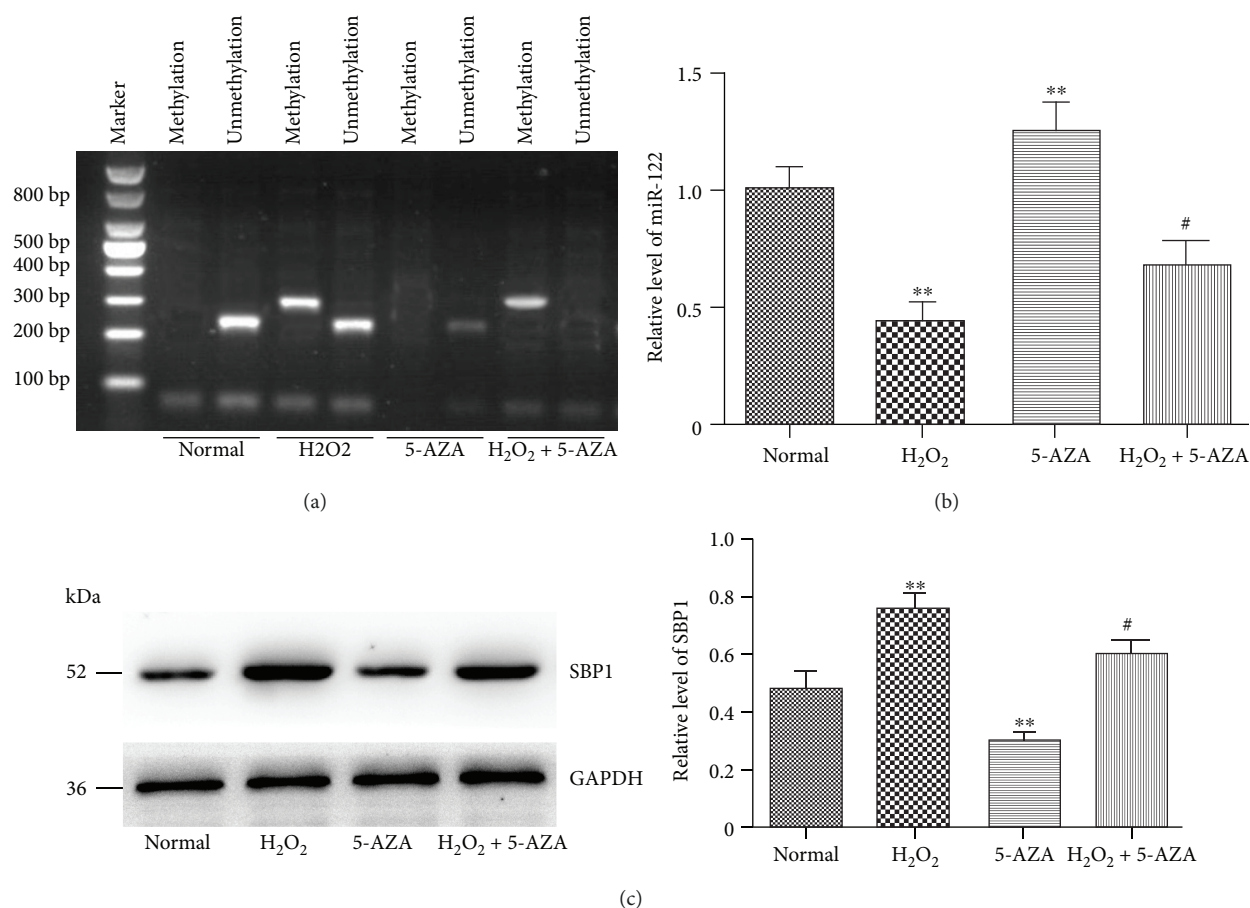 Marker
Methylation
Unmethylation
Methylation
Unmethylation
Methylation
Unmethylation
Methylation
Unmethylation
800 bp
500 bp
400 bp
300 bp
200 bp
100 bp
Normal
H2O2
5-AZA
H₂O₂ + 5-AZA
(a)
Relative level of miR-122
1.5
1.0
0.5
0
**
**
#
Normal
H₂O₂
5-AZA
H₂O₂ + 5-AZA
(b)
kDa
52
SBP1
36
GAPDH
Normal
H₂O₂
5-AZA
H₂O₂ + 5-AZA
Relative level of SBP1
1.0
0.8
0.6
0.4
0.2
0
**
**
#
Normal
H₂O₂
5-AZA
H₂O₂ + 5-AZA
(c)